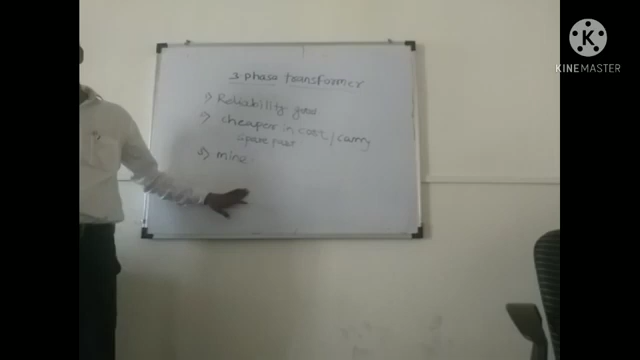 3 phase transformer
1) Reliability good
2) cheaper in cost/carry
spare part
3) mine
KINEMASTER